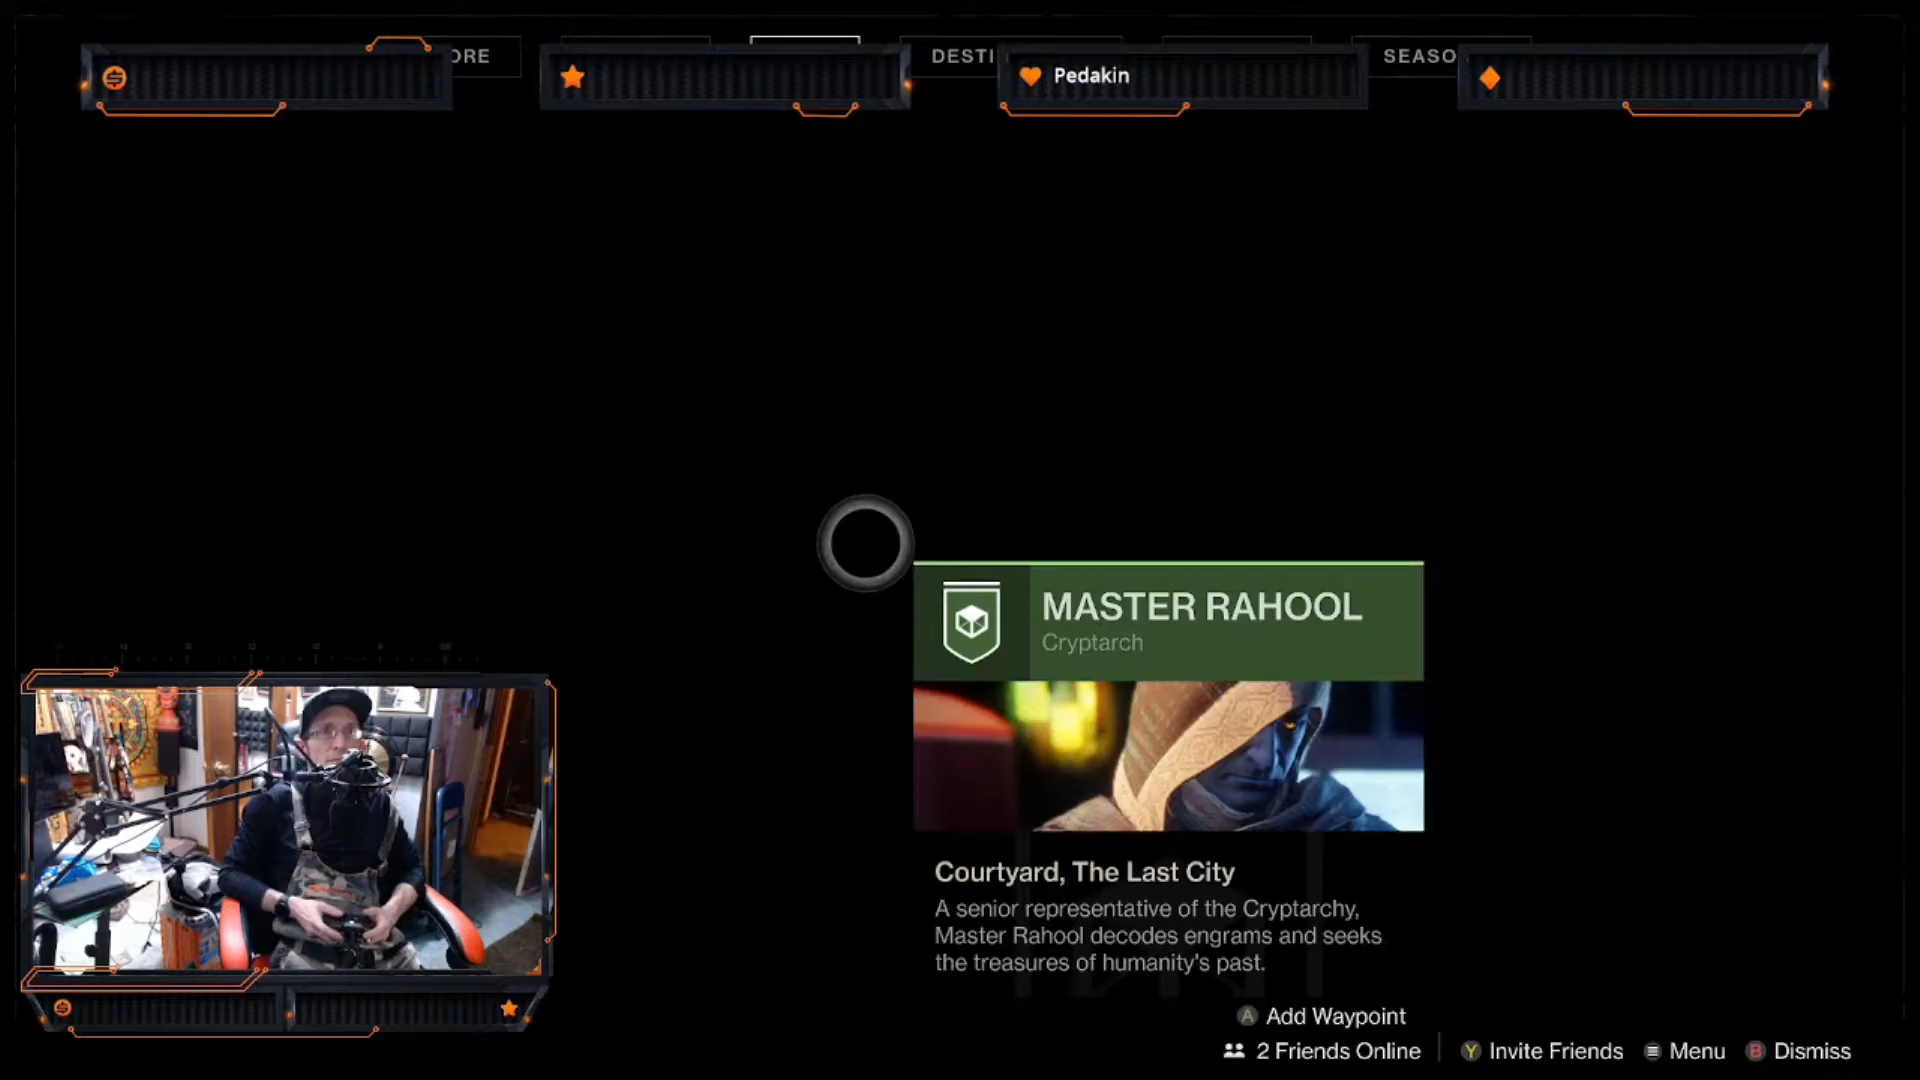 ORE
DESTI
SEASO
Pedakin
MASTER RAHOOL
Cryptarch
Courtyard, The Last City
A senior representative of the Cryptarchy,
Master Rahool decodes engrams and seeks
the treasures of humanity's past.
A Add Waypoint
2 Friends Online
Y Invite Friends
Menu
B Dismiss